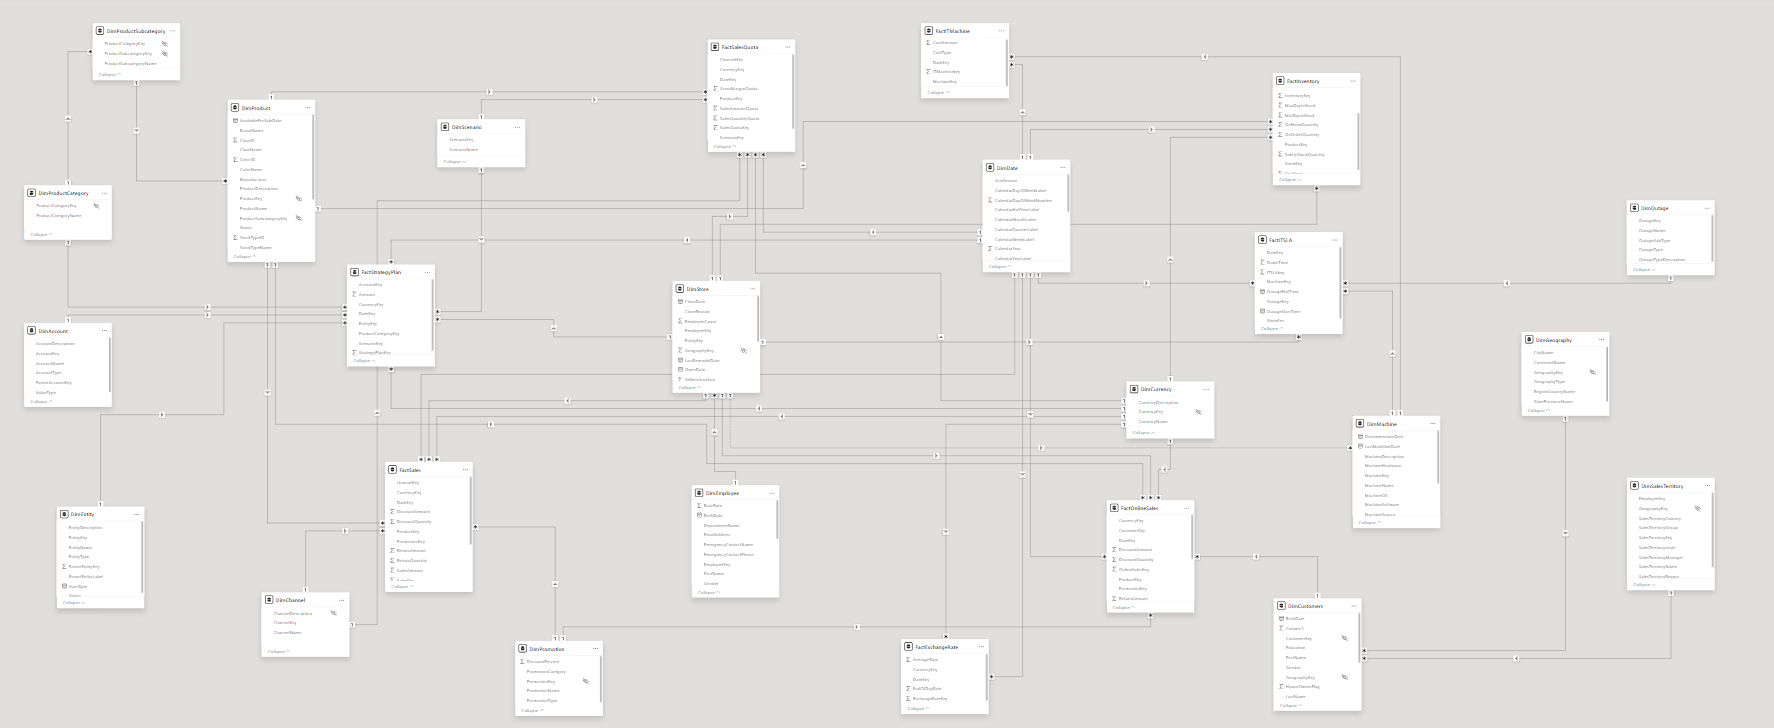 DimProductSubcategory
ProductCategoryKey
ProductSubcategoryKey
ProductSubcategoryName
Collapse
DimProduct
AvailableForSaleDate
BrandName
ClassID
ClassName
ColorID
ColorName
Manufacturer
ProductDescription
ProductKey
ProductName
ProductSubcategoryKey
Status
StockTypeID
StockTypeName
Collapse
DimProductCategory
ProductCategoryKey
ProductCategoryName
Collapse
DimScenario
ScenarioKey
ScenarioName
Collapse
FactSalesQuota
ChannelKey
CurrencyKey
DateKey
GrossMarginQuota
ProductKey
SalesAmountQuota
SalesQuantityQuota
SalesQuotaKey
ScenarioKey
Collapse
FactITMachine
CostAmount
CostType
DateKey
ITMachineKey
MachineKey
Collapse
FactInventory
InventoryKey
MaxDayInStock
MinDayInStock
OnHandQuantity
OnOrderQuantity
ProductKey
SafetyStockQuantity
StoreKey
Collapse
DimDate
AsiaSeason
CalendarDayOfWeekLabel
CalendarDayOfWeekNumber
CalendarHalfYearLabel
CalendarMonthLabel
CalendarQuarterLabel
CalendarWeekLabel
CalendarYear
CalendarYearLabel
Collapse
DimOutage
OutageKey
OutageName
OutageSubType
OutageType
OutageTypeDescription
Collapse
FactITSLA
DateKey
DownTime
ITSLAkey
MachineKey
OutageEndTime
OutageKey
OutageStartTime
StoreKey
Collapse
FactStrategyPlan
AccountKey
Amount
CurrencyKey
DateKey
EntityKey
ProductCategoryKey
ScenarioKey
StrategyPlanKey
Collapse
DimStore
CloseDate
CloseReason
EmployeeCount
EmployeeKey
EntityKey
GeographyKey
LastRemodelDate
OpenDate
SellingAreaSize
Collapse
DimAccount
AccountDescription
AccountKey
AccountName
AccountType
ParentAccountKey
ValueType
DimGeography
CityName
ContinentName
GeographyKey
GeographyType
RegionCountryName
StateProvinceName
Collapse
DimCurrency
CurrencyDescription
CurrencyKey
CurrencyName
Collapse
DimMachine
DecommissionDate
LastModifiedDate
MachineDescription
MachineHardware
MachineKey
MachineName
MachineOS
MachineSoftware
MachineSource
Collapse
FactSales
channelKey
CurrencyKey
DateKey
DiscountAmount
DiscountQuantity
ProductKey
PromotionKey
ReturnAmount
ReturnQuantity
SalesAmount
SalesKey
Collapse
DimEmployee
BaseRate
BirthDate
DepartmentName
EmailAddress
EmergencyContactName
EmergencyContactPhone
EmployeeKey
FirstName
Gender
Collapse
DimSalesTerritory
EmployeeKey
GeographyKey
SalesTerritoryCountry
SalesTerritoryGroup
SalesTerritoryKey
SalesTerritoryLevel
SalesTerritoryManager
SalesTerritoryName
SalesTerritoryRegion
Collapse
DimEntity
EntityDescription
EntityKey
EntityName
EntityType
ParentEntityKey
ParentEntityLabel
StartDate
Status
Collapse
FactOnlineSales
CurrencyKey
CustomerKey
DateKey
DiscountAmount
DiscountQuantity
OnlineSalesKey
ProductKey
PromotionKey
ReturnAmount
Collapse
DimChannel
ChannelDescription
ChannelKey
ChannelName
Collapse
DimCustomers
BirthDate
Column1
CustomerKey
Education
FirstName
Gender
GeographyKey
HouseOwnerFlag
LastName
Collapse
DimPromotion
DiscountPercent
PromotionCategory
PromotionKey
PromotionName
PromotionType
Collapse
FactExchangeRate
AverageRate
CurrencyKey
DateKey
EndOfDayRate
ExchangeRateKey
Collapse